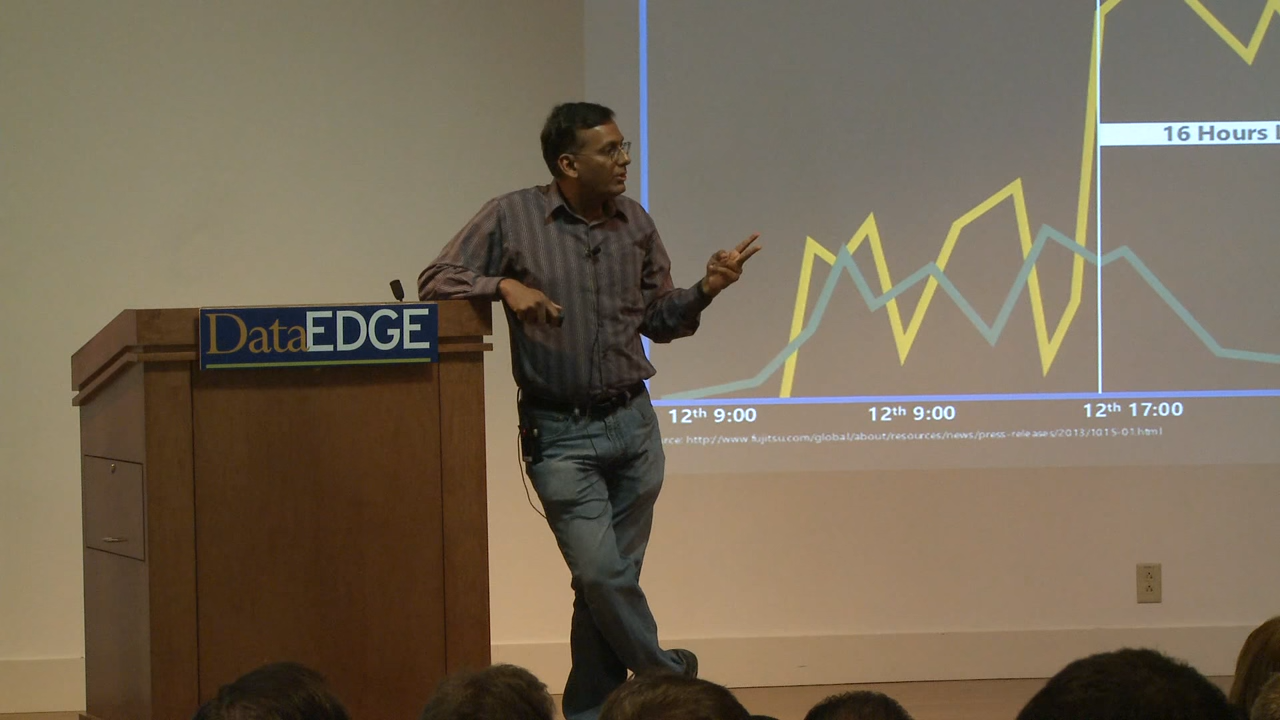 DataEDGE
16 Hours
12th 9:00
12th 9:00
12th 17:00
rce: http://www.fujitsu.com/global/about/resources/news/press-releases/2013/1015-01.html